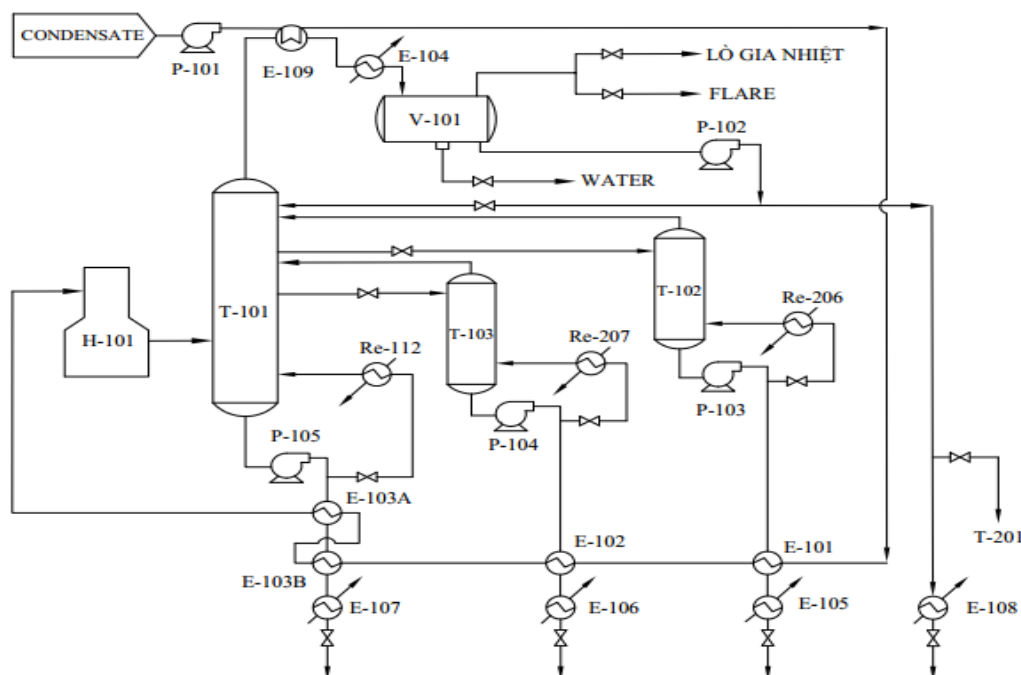 CONDENSATE
P-101
E-109
E-104
LÒ GIA NHIỆT
FLARE
V-101
P-102
WATER
T-101
T-102
T-103
H-101
Re-206
Re-207
Re-112
P-103
P-104
P-105
E-103A
T-201
E-102
E-101
E-103B
E-107
E-106
E-105
E-108